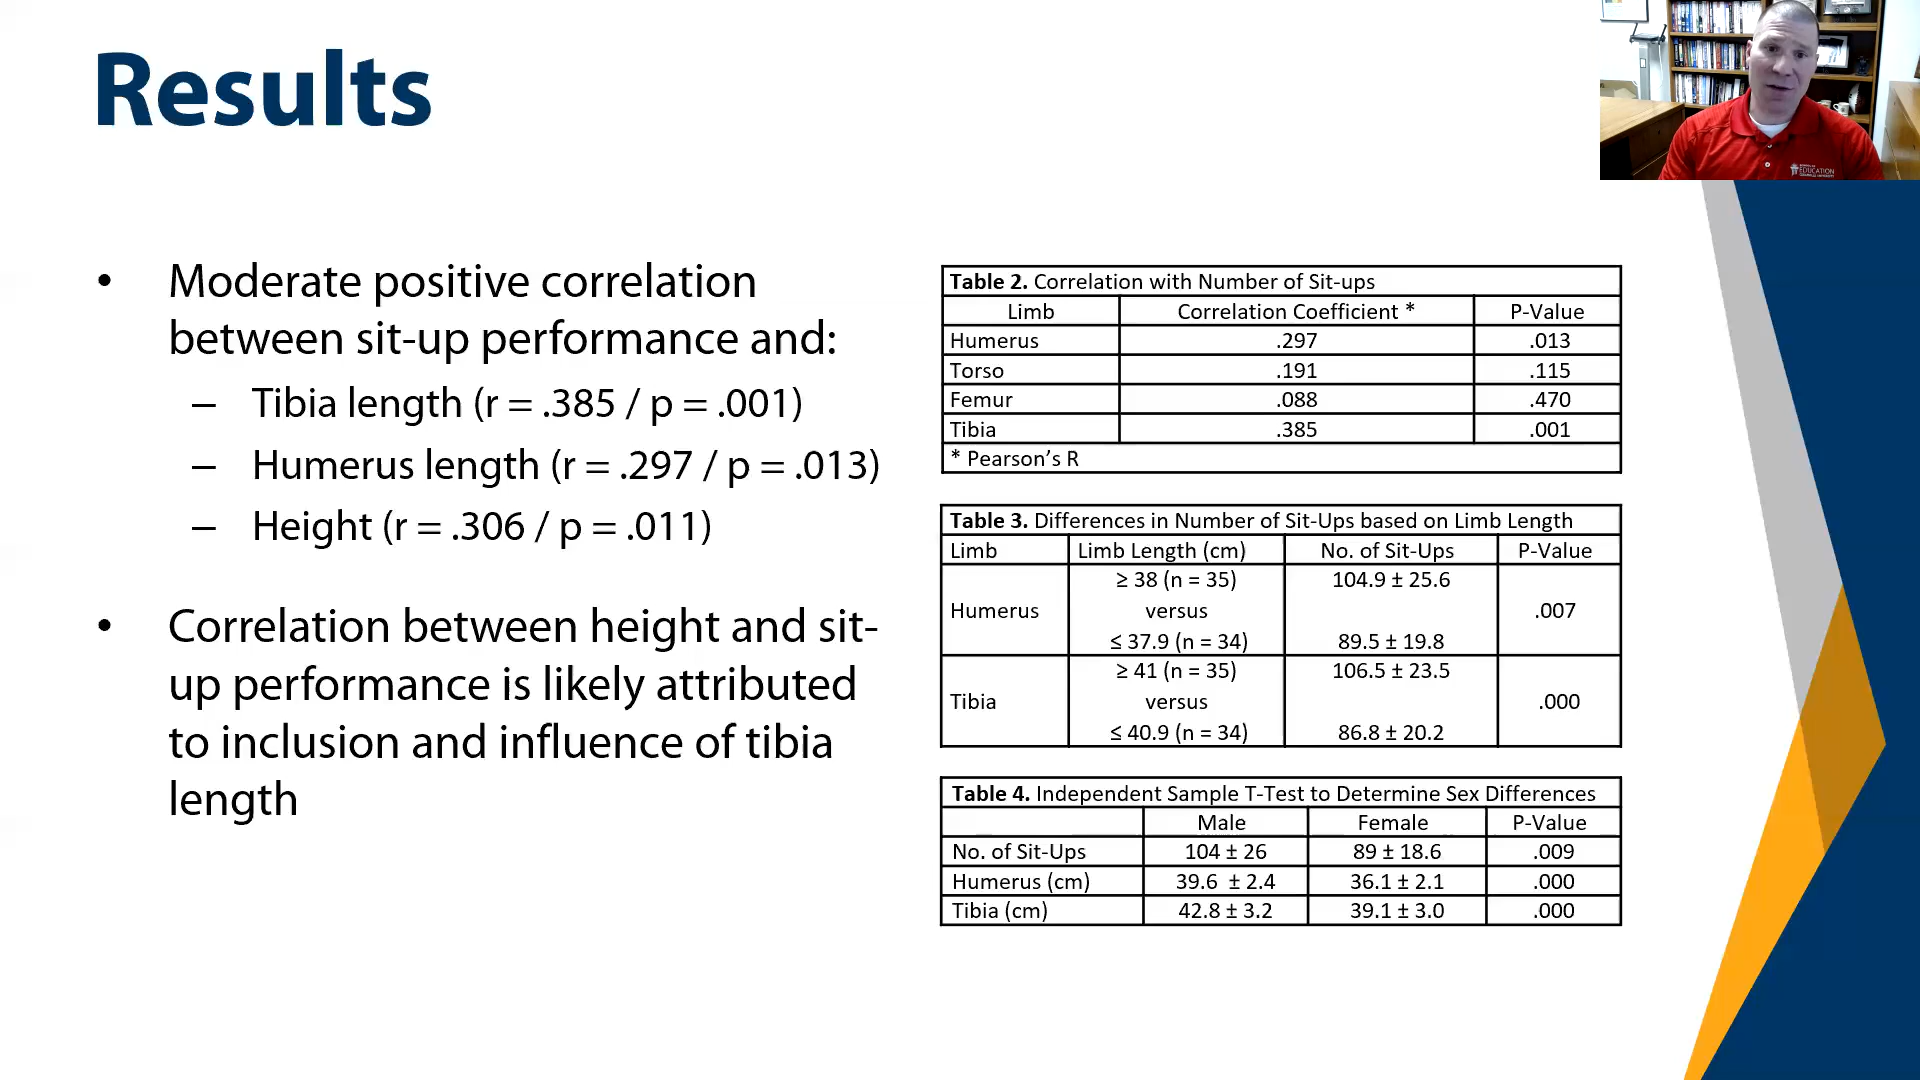 Results
• Moderate positive correlation
between sit-up performance and:
– Tibia length (r = .385 / p = .001)
– Humerus length (r = .297 / p = .013)
– Height (r = .306 / p = .011)
• Correlation between height and sit-
up performance is likely attributed
to inclusion and influence of tibia
length
Table 2. Correlation with Number of Sit-ups
Limb Correlation Coefficient * P-Value
Humerus .297 .013
Torso .191 .115
Femur .088 .470
Tibia .385 .001
* Pearson’s R
Table 3. Differences in Number of Sit-Ups based on Limb Length
Limb Limb Length (cm) No. of Sit-Ups P-Value
≥ 38 (n = 35) 104.9 ± 25.6
Humerus versus .007
≤ 37.9 (n = 34) 89.5 ± 19.8
≥ 41 (n = 35) 106.5 ± 23.5
Tibia versus .000
≤ 40.9 (n = 34) 86.8 ± 20.2
Table 4. Independent Sample T-Test to Determine Sex Differences
Male Female P-Value
No. of Sit-Ups 104 ± 26 89 ± 18.6 .009
Humerus (cm) 39.6 ± 2.4 36.1 ± 2.1 .000
Tibia (cm) 42.8 ± 3.2 39.1 ± 3.0 .000
EDUCATION